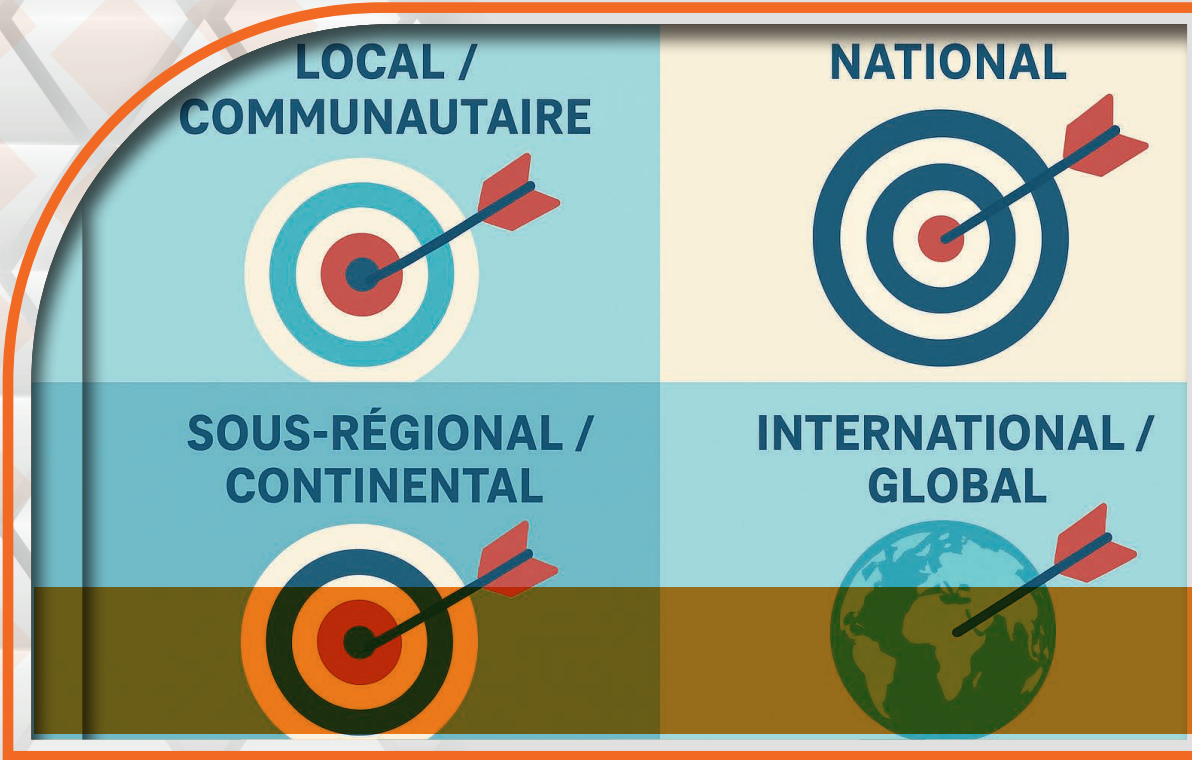 LOCAL /
COMMUNAUTAIRE
NATIONAL
SOUS-RÉGIONAL /
CONTINENTAL
INTERNATIONAL /
GLOBAL